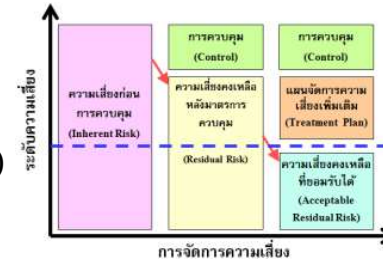 ระดับความเสี่ยง
ความเสี่ยงก่อน
การควบคุม
(Inherent Risk)
การควบคุม
(Control)
ความเสี่ยงคงเหลือ
หลังมาตรการ
ควบคุม
(Residual Risk)
การควบคุม
(Control)
แผนจัดการความ
เสี่ยงเพิ่มเติม
(Treatment Plan)
ความเสี่ยงคงเหลือ
ที่ยอมรับได้
(Acceptable
Residual Risk)
การจัดการความเสี่ยง
)